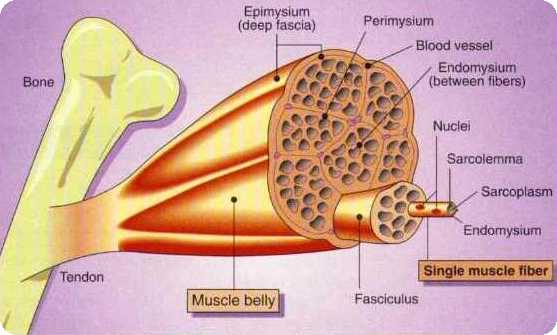 Epimysium
(deep fascia)
Perimysium
Blood vessel
Bone
Endomysium
(between fibers)
Nuclei
Sarcolemma
Sarcoplasm
Endomysium
Single muscle fiber
Tendon
Muscle belly
Fasciculus